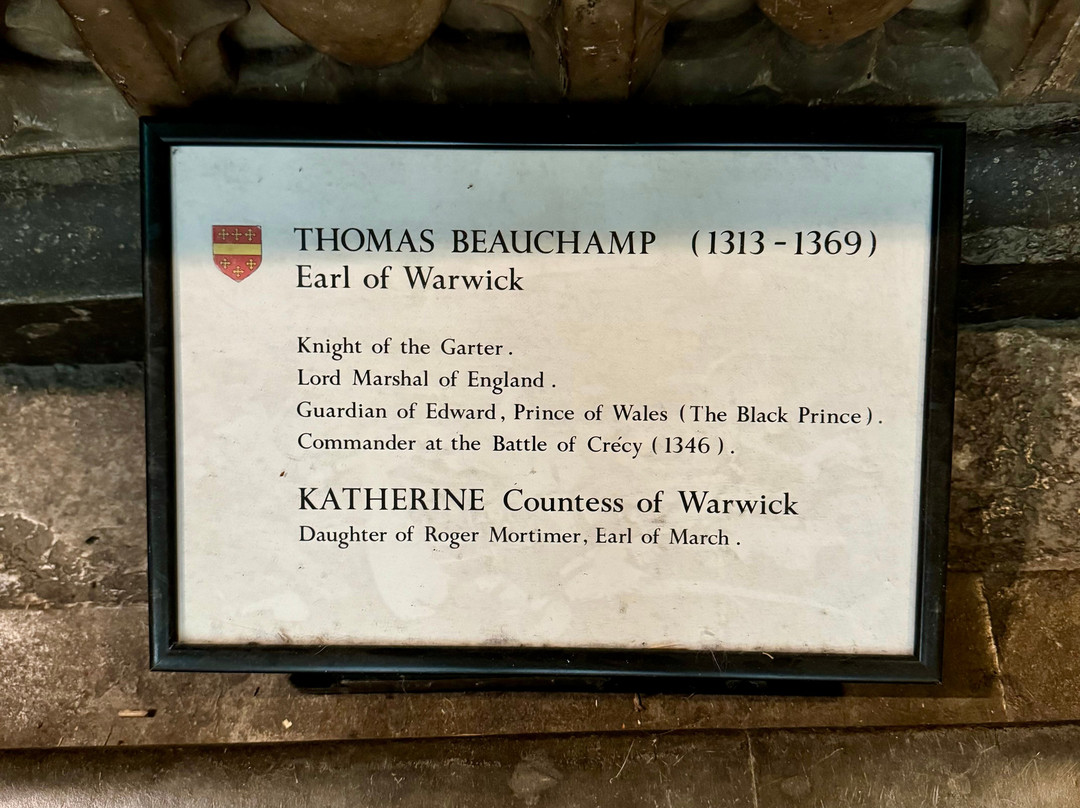 THOMAS BEAUCHAMP (1313-1369)
Earl of Warwick
Knight of the Garter.
Lord Marshal of England.
Guardian of Edward, Prince of Wales (The Black Prince).
Commander at the Battle of Crécy (1346).
KATHERINE Countess of Warwick
Daughter of Roger Mortimer, Earl of March.